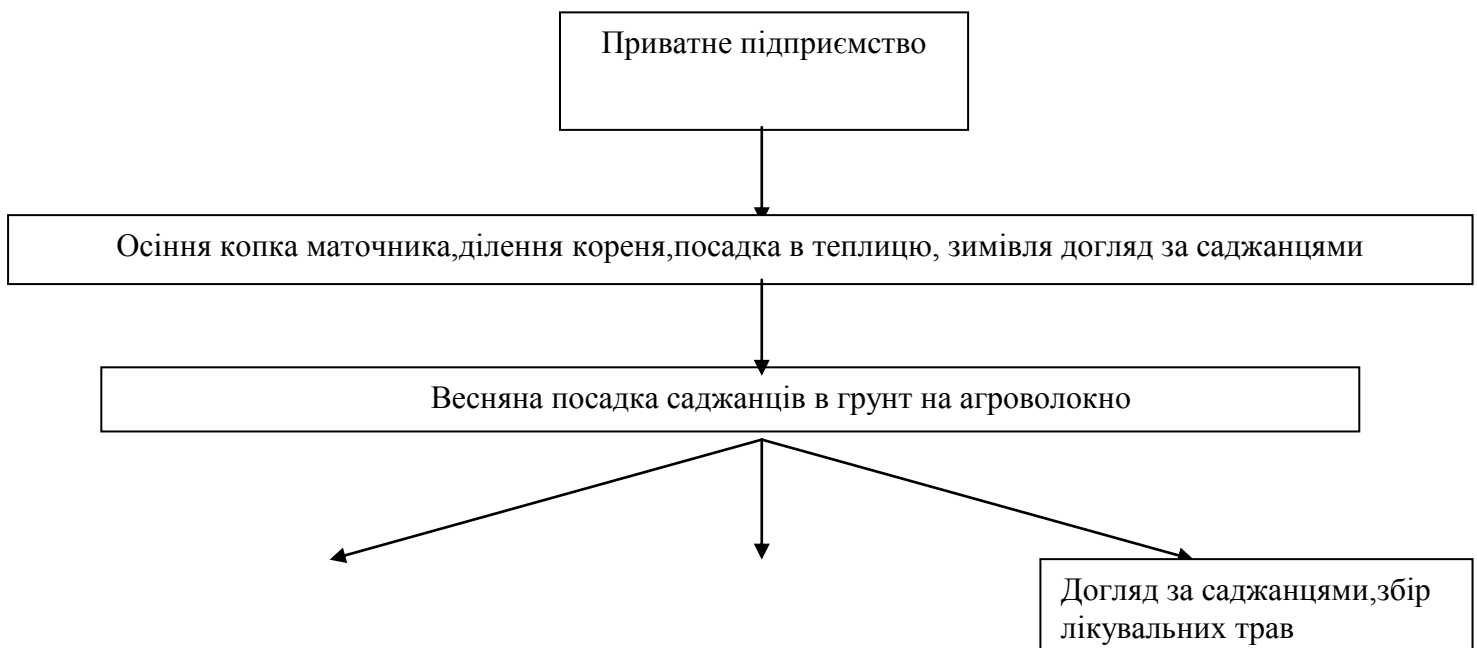 Приватне підприємство
Осіння копка маточника,ділення кореня,посадка в теплицю, зимівля догляд за саджанцями
Весняна посадка саджанців в грунт на агроволокно
Догляд за саджанцями,збір
лікувальних трав